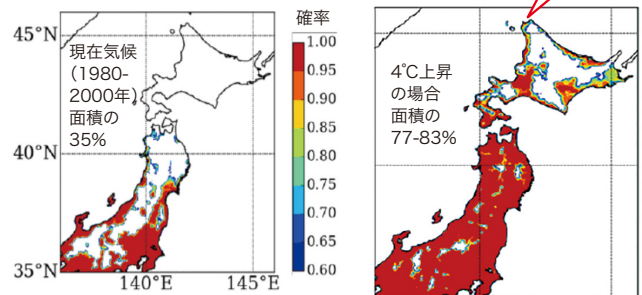 45°N
40°N
35°N
140°E
145°E
現在気候
(1980-
2000年)
面積の
35%
確率
1.00
0.95
0.90
0.85
0.80
0.75
0.70
0.65
0.60
4℃上昇
の場合
面積の
77-83%